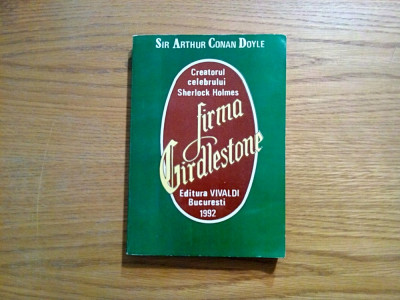 SIR ARTHUR CONAN DOYLE
Creatorul
celebrului
Sherlock Holmes
firma
Girdlestone
Editura VIVALDI
Bucuresti
1992